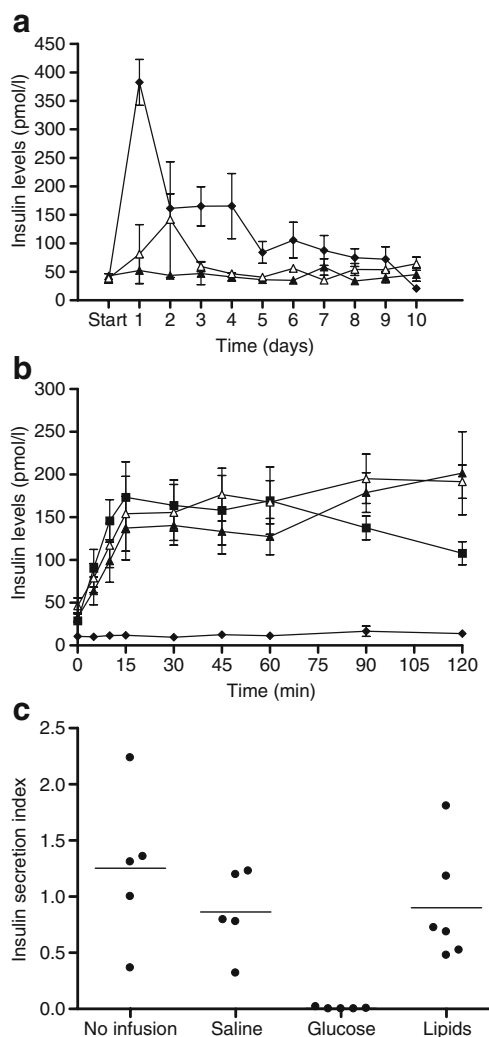 a
Insulin levels (pmol/l)
450
400
350
300
250
200
150
100
50
0
Start 1 2 3 4 5 6 7 8 9 10
Time (days)
b
Insulin levels (pmol/l)
300
250
200
150
100
50
0
0 15 30 45 60 75 90 105 120
Time (min)
c
Insulin secretion index
2.5
2.0
1.5
1.0
0.5
0.0
No infusion Saline Glucose Lipids